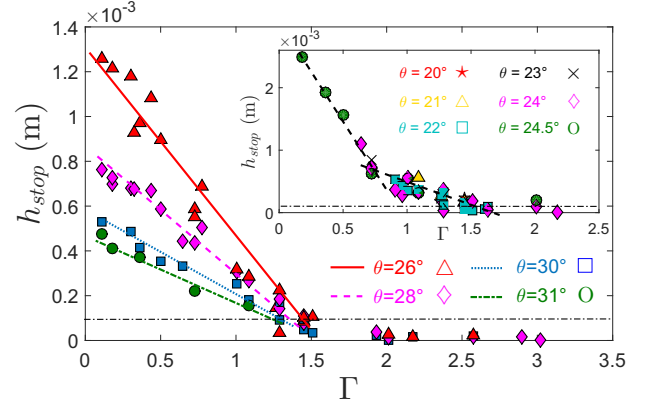 ×10⁻³
1.4
1.2
1
0.8
0.6
0.4
0.2
0
h_stop (m)
0 0.5 1 1.5 2 2.5 3 3.5
Γ
θ=26° θ=30°
θ=28° θ=31°
×10⁻³
2
1
0
h_stop (m)
θ = 20° θ = 23°
θ = 21° θ = 24°
θ = 22° θ = 24.5°
0 0.5 1 1.5 2 2.5
Γ